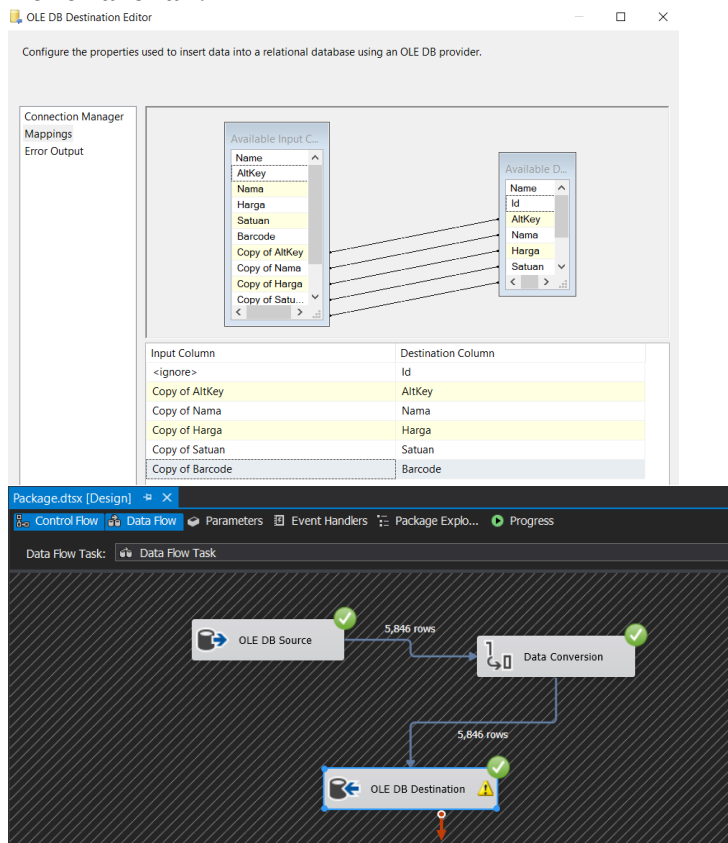 OLE DB Destination Editor
Configure the properties used to insert data into a relational database using an OLE DB provider.
Connection Manager
Mappings
Error Output
Available Input C...
Name
AltKey
Nama
Harga
Satuan
Barcode
Copy of AltKey
Copy of Nama
Copy of Harga
Copy of Satu...
Available D...
Name
Id
AltKey
Nama
Harga
Satuan
Input Column Destination Column
<ignore> Id
Copy of AltKey AltKey
Copy of Nama Nama
Copy of Harga Harga
Copy of Satuan Satuan
Copy of Barcode Barcode
Package.dtsx [Design]
Control Flow Data Flow Parameters Event Handlers Package Explo... Progress
Data Flow Task: Data Flow Task
OLE DB Source
5,846 rows
Data Conversion
5,846 rows
OLE DB Destination